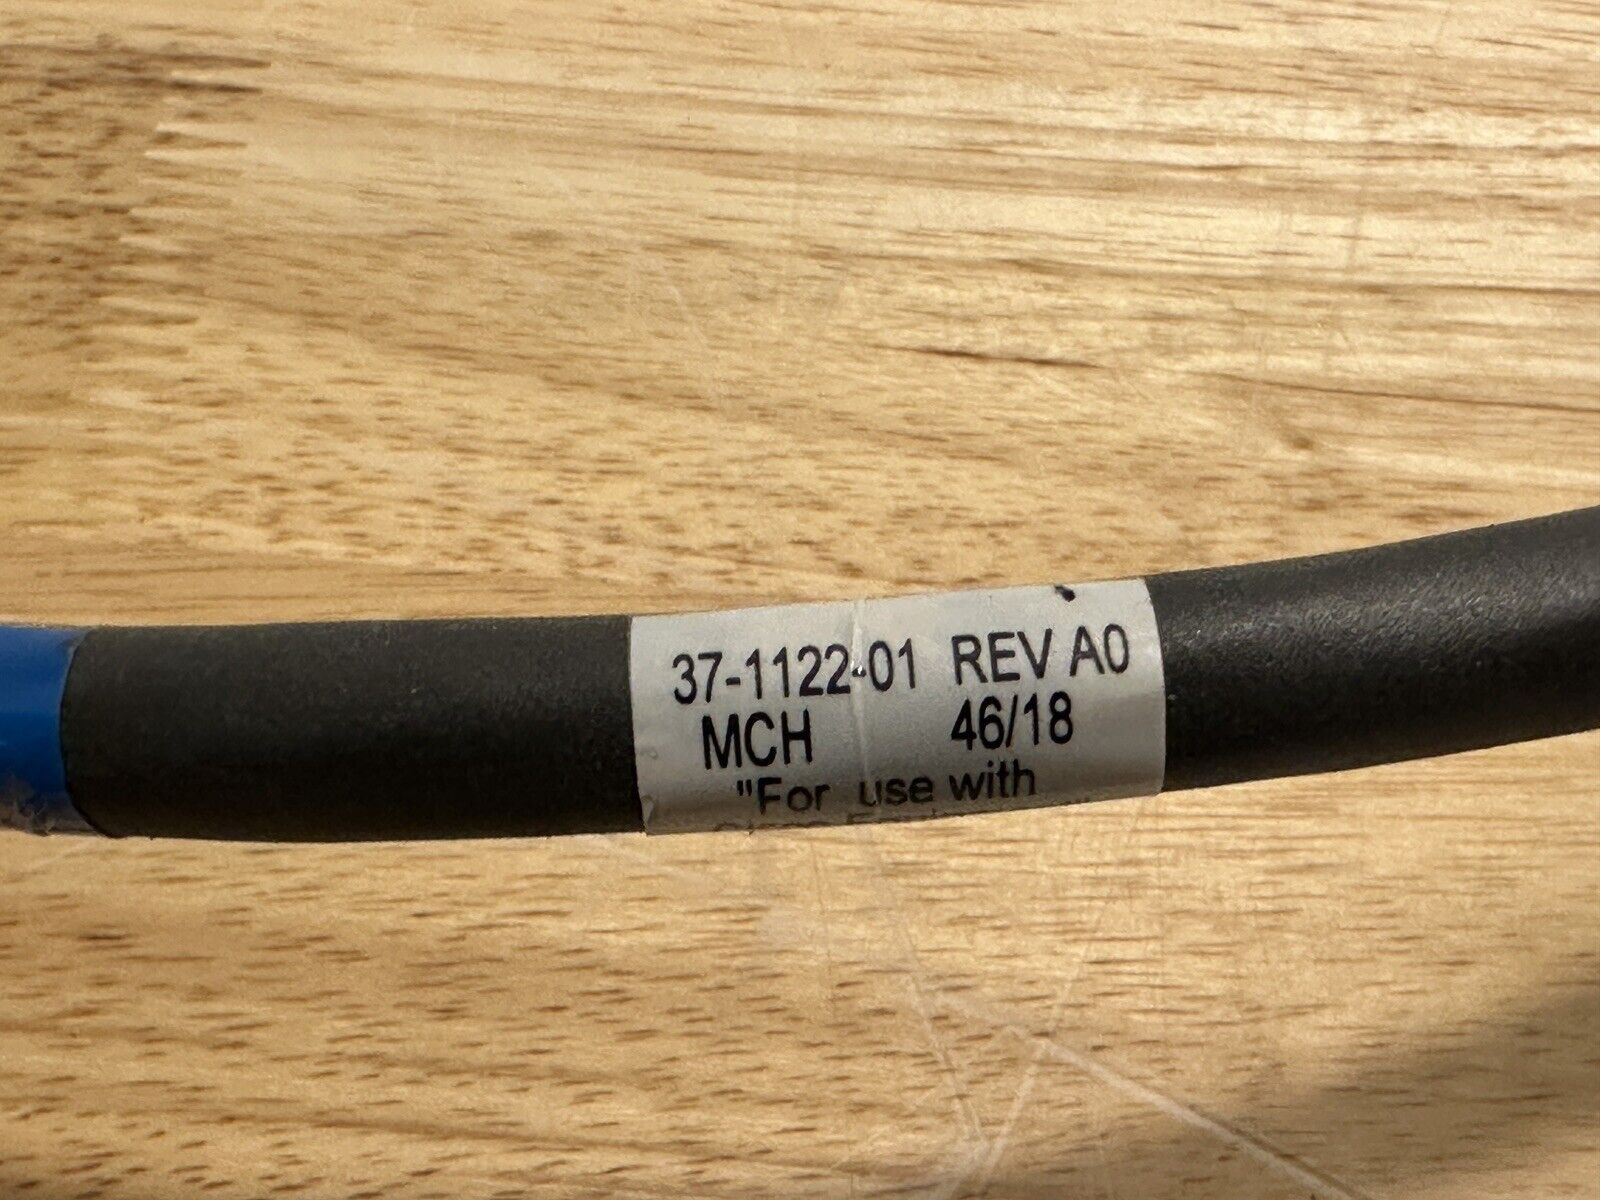 37-1122-01 REV A0
MCH 46/18
"For use with